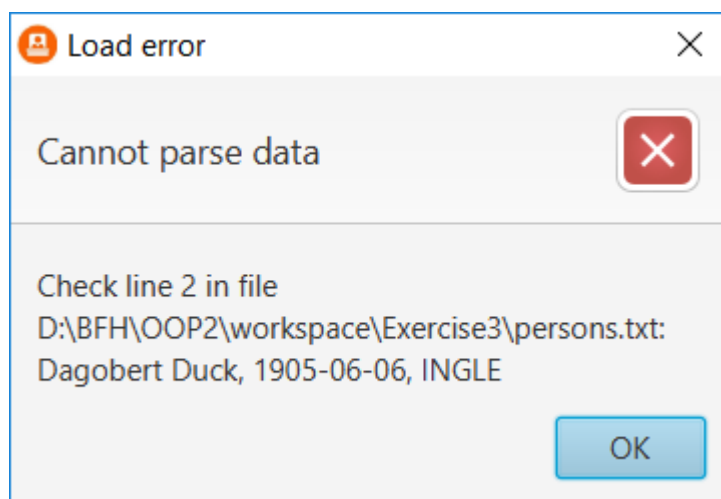 Load error
Cannot parse data
Check line 2 in file
D:\BFH\OOP2\workspace\Exercise3\persons.txt:
Dagobert Duck, 1905-06-06, INGLE
OK